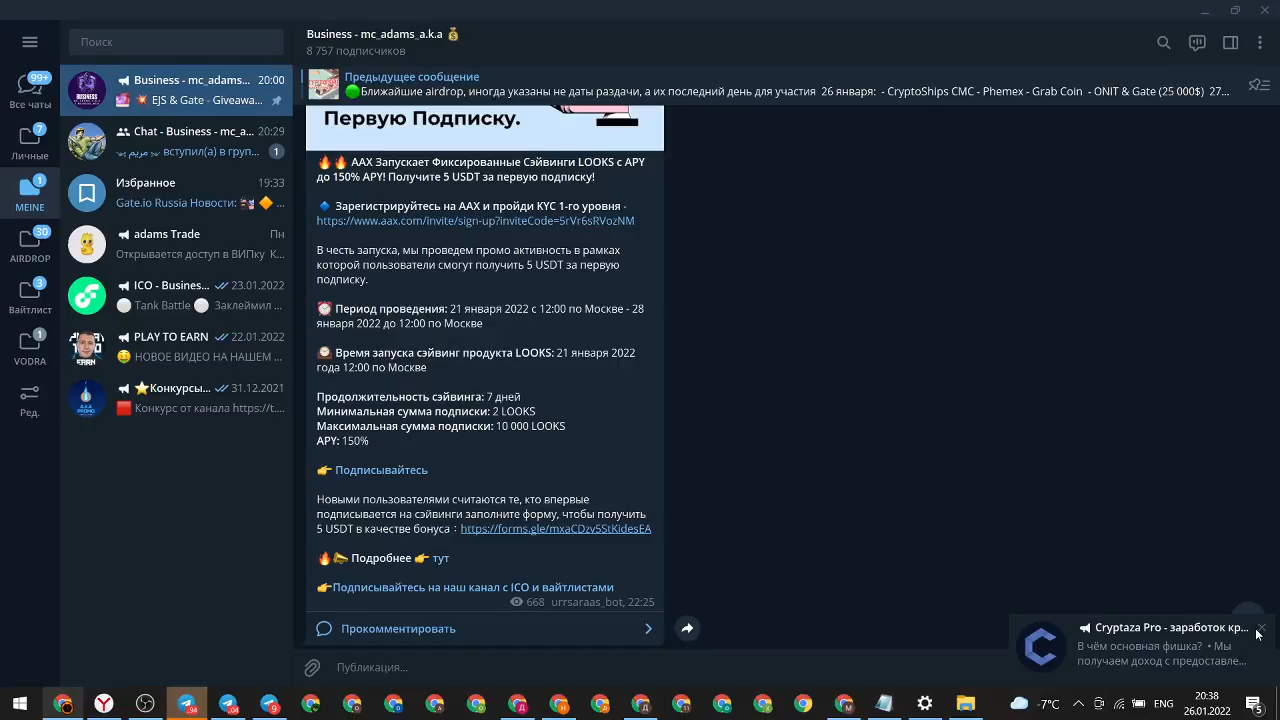 Поиск
99+
Все чаты
7
Личные
1
MEINE
30
AIRDROP
3
Вайтлист
1
VODRA
Ред.
Business - mc_adams... 20:00
EJS & Gate - Giveawa...
Chat - Business - mc_a... 20:29
вступил(а) в груп... 1
Избранное 19:33
Gate.io Russia Новости:
adams Trade Пн
Открывается доступ в ВИПку К...
ICO - Busines... 23.01.2022
Tank Battle ⚪ Заклеймил ...
PLAY TO EARN 22.01.2022
НОВОЕ ВИДЕО НА НАШЕМ ...
⭐Конкурсы... 31.12.2021
Конкурс от канала https://t....
Business - mc_adams_a.k.a 💰
8 757 подписчиков
Предыдущее сообщение
🟢Ближайшие airdrop, иногда указаны не даты раздачи, а их последний день для участия 26 января: - CryptoShips CMC - Phemex - Grab Coin - ONIT & Gate (25 000$) 27...
Первую Подписку.
🔥🔥 AAX Запускает Фиксированные Сэйвинги LOOKS с APY
до 150% APY! Получите 5 USDT за первую подписку!
🔹 Зарегистрируйтесь на AAX и пройди KYC 1-го уровня -
https://www.aax.com/invite/sign-up?inviteCode=5rVr6sRVozNM
В честь запуска, мы проведем промо активность в рамках
которой пользователи смогут получить 5 USDT за первую
подписку.
⏰ Период проведения: 21 января 2022 с 12:00 по Москве - 28
января 2022 до 12:00 по Москве
🕰 Время запуска сэйвинг продукта LOOKS: 21 января 2022
года 12:00 по Москве
Продолжительность сэйвинга: 7 дней
Минимальная сумма подписки: 2 LOOKS
Максимальная сумма подписки: 10 000 LOOKS
APY: 150%
👉 Подписывайтесь
Новыми пользователями считаются те, кто впервые
подписывается на сэйвинги заполните форму, чтобы получить
5 USDT в качестве бонуса：https://forms.gle/mxaCDzv5StKidesEA
🔥📣 Подробнее 👉 тут
👉Подписывайтесь на наш канал с ICO и вайтлистами
668 urrsaraas_bot, 22:25
Прокомментировать
Публикация...
Cryptaza Pro - заработок кр...
В чём основная фишка? • Мы
получаем доход с предоставле...
-7°C
ENG
20:38
26.01.2022
5